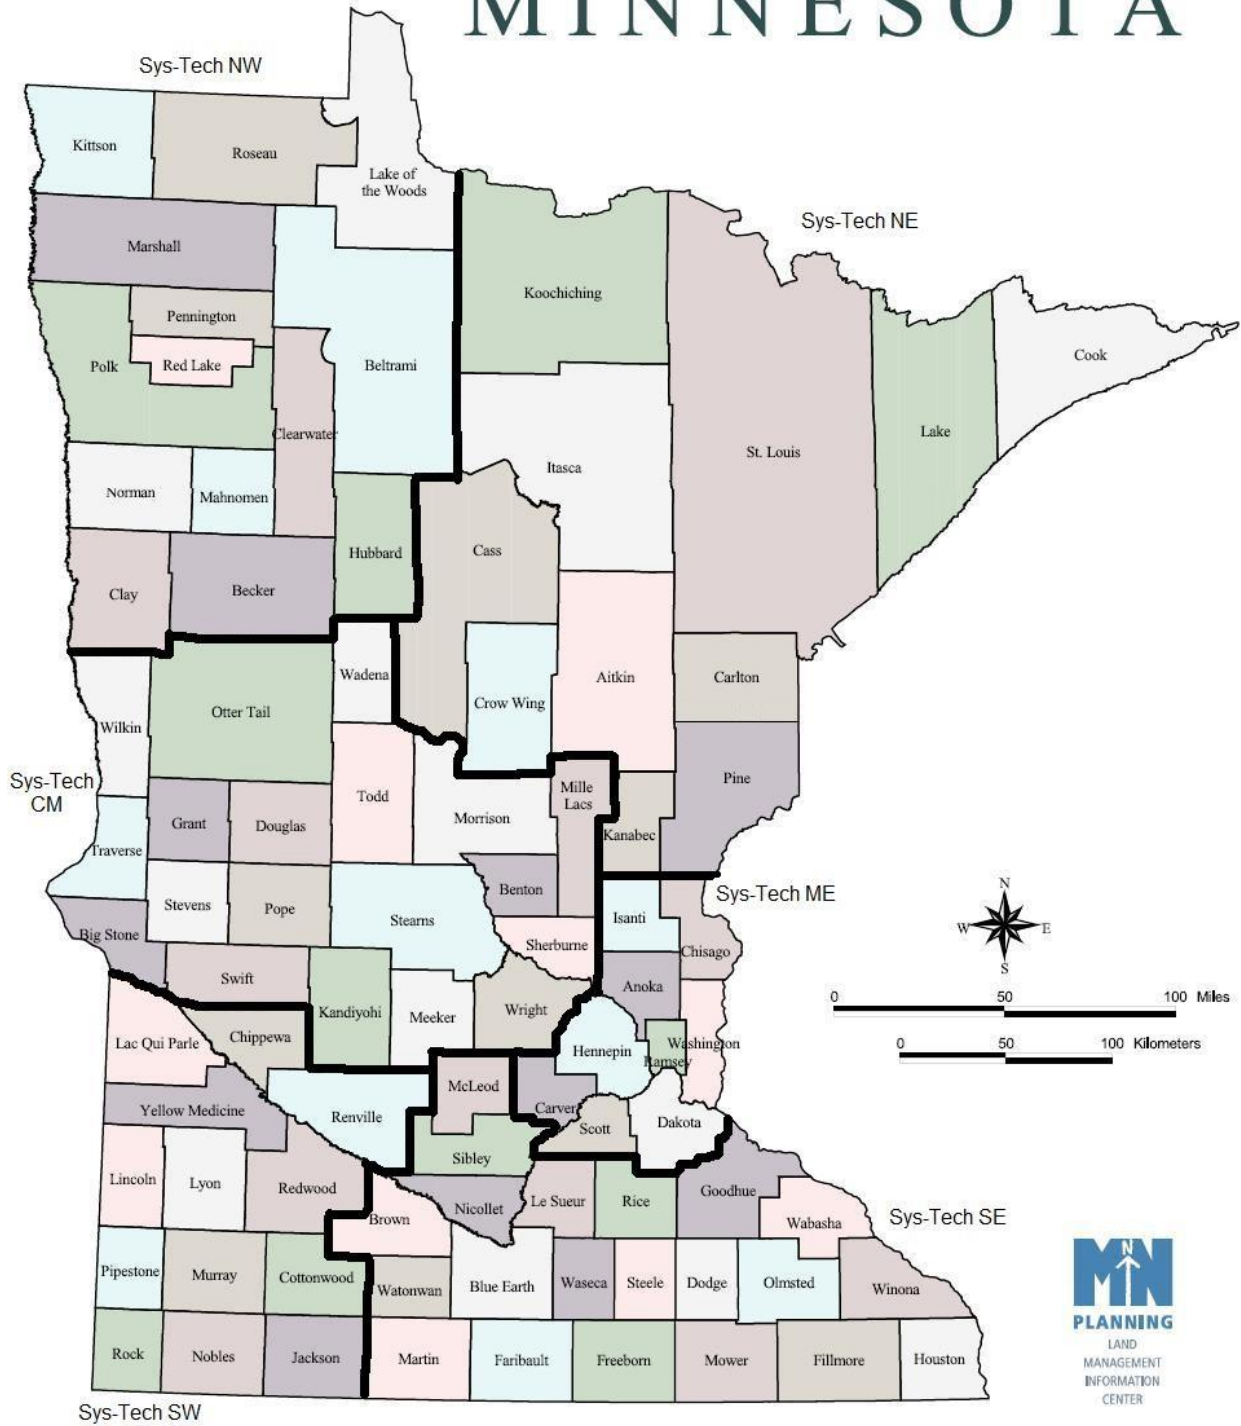 MINNESOTA
Sys-Tech NW
Kittson
Roseau
Lake of
the Woods
Sys-Tech NE
Marshall
Koochiching
Pennington
Cook
Polk
Red Lake
Beltrami
Clearwater
Lake
St. Louis
Itasca
Norman
Mahnomen
Hubbard
Cass
Clay
Becker
Wadena
Aitkin
Carlton
Otter Tail
Crow Wing
Wilkin
Sys-Tech
CM
Pine
Todd
Mille
Lacs
Grant
Douglas
Morrison
Kanabec
Traverse
Benton
Sys-Tech ME
Stevens
Pope
Stearns
Isanti
Big Stone
Sherburne
Chisago
N
W
E
S
Swift
Anoka
0 50 100 Miles
Kandiyohi
Meeker
Wright
Lac Qui Parle
Chippewa
Hennepin
Washington
Ramsey
0 50 100 Kilometers
McLeod
Yellow Medicine
Renville
Carver
Scott
Dakota
Sibley
Lincoln
Lyon
Redwood
Goodhue
Nicollet
Le Sueur
Rice
Brown
Wabasha
Sys-Tech SE
Pipestone
Murray
Cottonwood
Watonwan
Blue Earth
Waseca
Steele
Dodge
Olmsted
Winona
Rock
Nobles
Jackson
Martin
Faribault
Freeborn
Mower
Fillmore
Houston
Sys-Tech SW
N
MN
PLANNING
LAND
MANAGEMENT
INFORMATION
CENTER